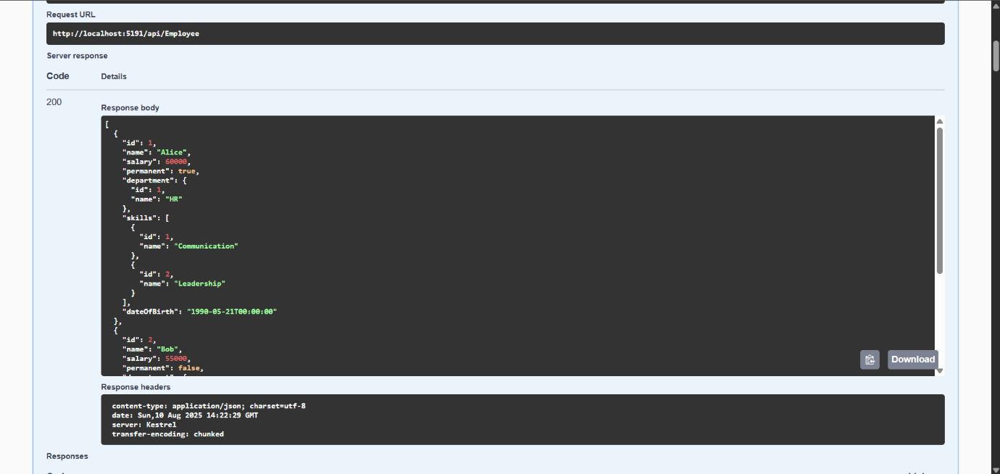 Request URL
http://localhost:5191/api/Employee
Server response
Code Details
200
Response body
[
  {
    "id": 1,
    "name": "Alice",
    "salary": 60000,
    "permanent": true,
    "department": {
      "id": 1,
      "name": "HR"
    },
    "skills": [
      {
        "id": 1,
        "name": "Communication"
      },
      {
        "id": 2,
        "name": "Leadership"
      }
    ],
    "dateOfBirth": "1990-05-21T00:00:00"
  },
  {
    "id": 2,
    "name": "Bob",
    "salary": 55000,
    "permanent": false,
Download
Response headers
content-type: application/json; charset=utf-8
date: Sun,10 Aug 2025 14:22:29 GMT
server: Kestrel
transfer-encoding: chunked
Responses